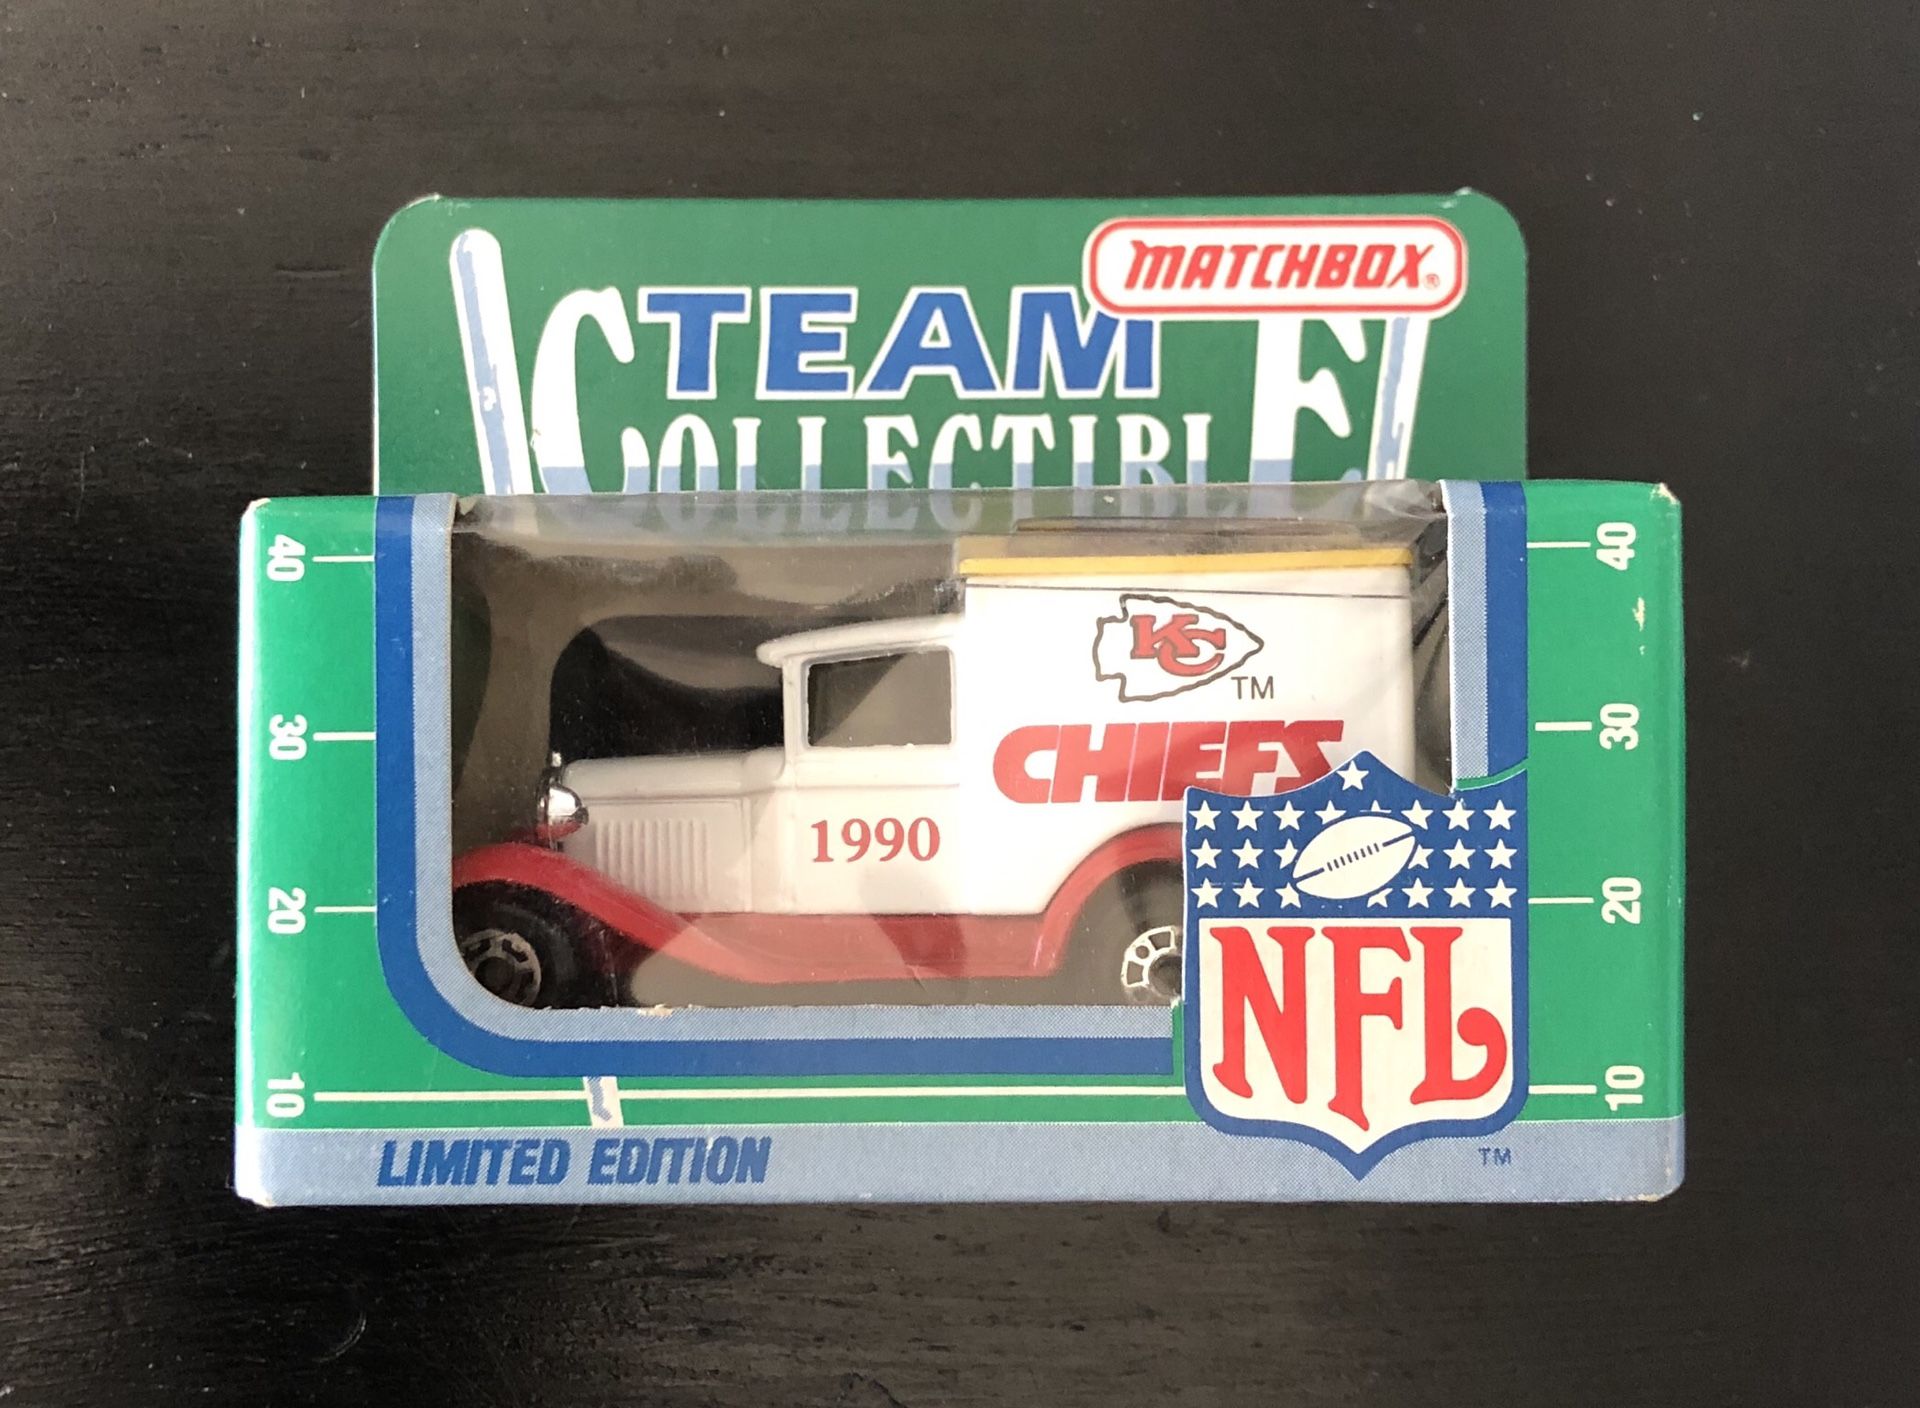 MATCHBOX®
TEAM
COLLECTIBLE
40 40
KC
TM
30 CHIEFS 30
1990
20 20
NFL
10 10
LIMITED EDITION TM